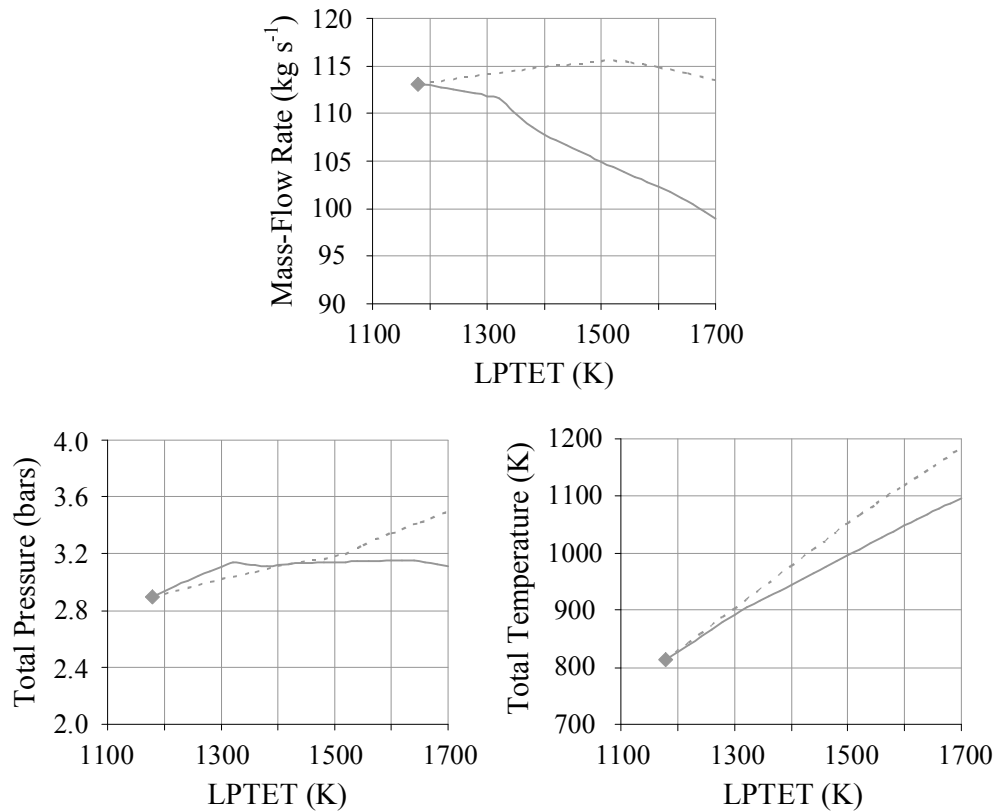 Mass-Flow Rate (kg s⁻¹)
120
115
110
105
100
95
90
1100 1300 1500 1700
LPTET (K)
Total Pressure (bars)
4.0
3.6
3.2
2.8
2.4
2.0
1100 1300 1500 1700
LPTET (K)
Total Temperature (K)
1200
1100
1000
900
800
700
1100 1300 1500 1700
LPTET (K)